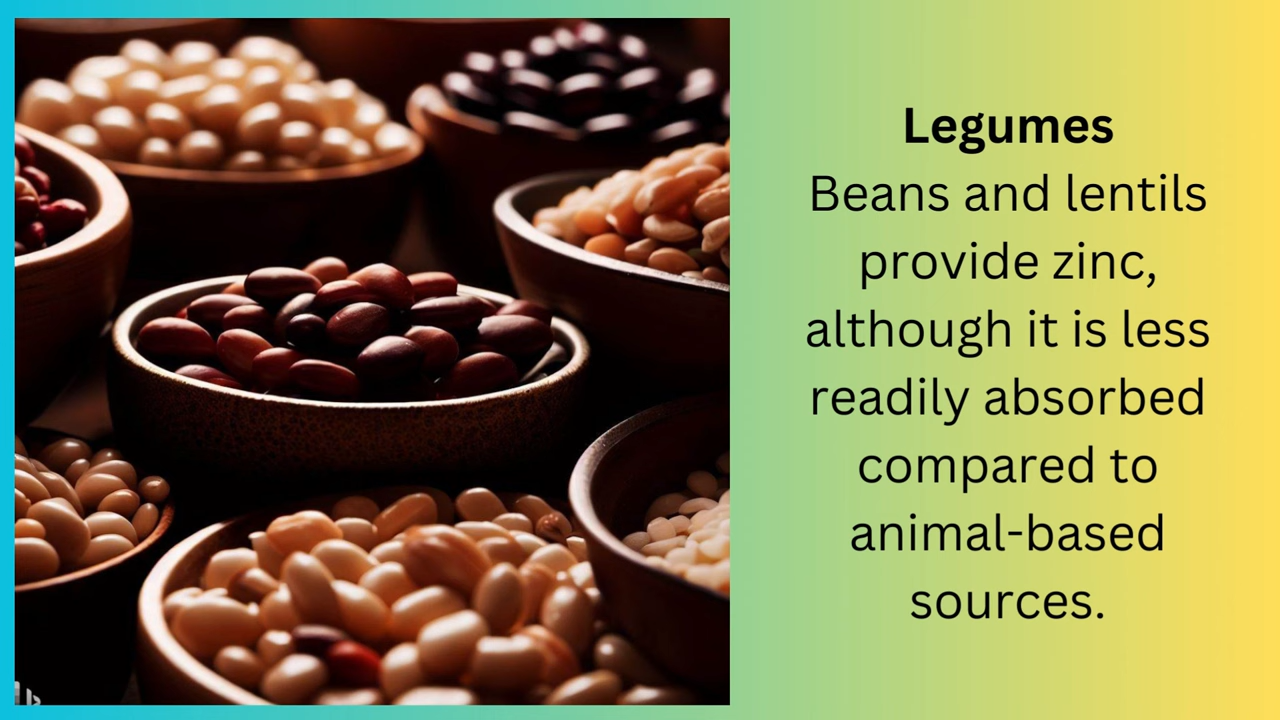 Legumes
Beans and lentils
provide zinc,
although it is less
readily absorbed
compared to
animal-based
sources.